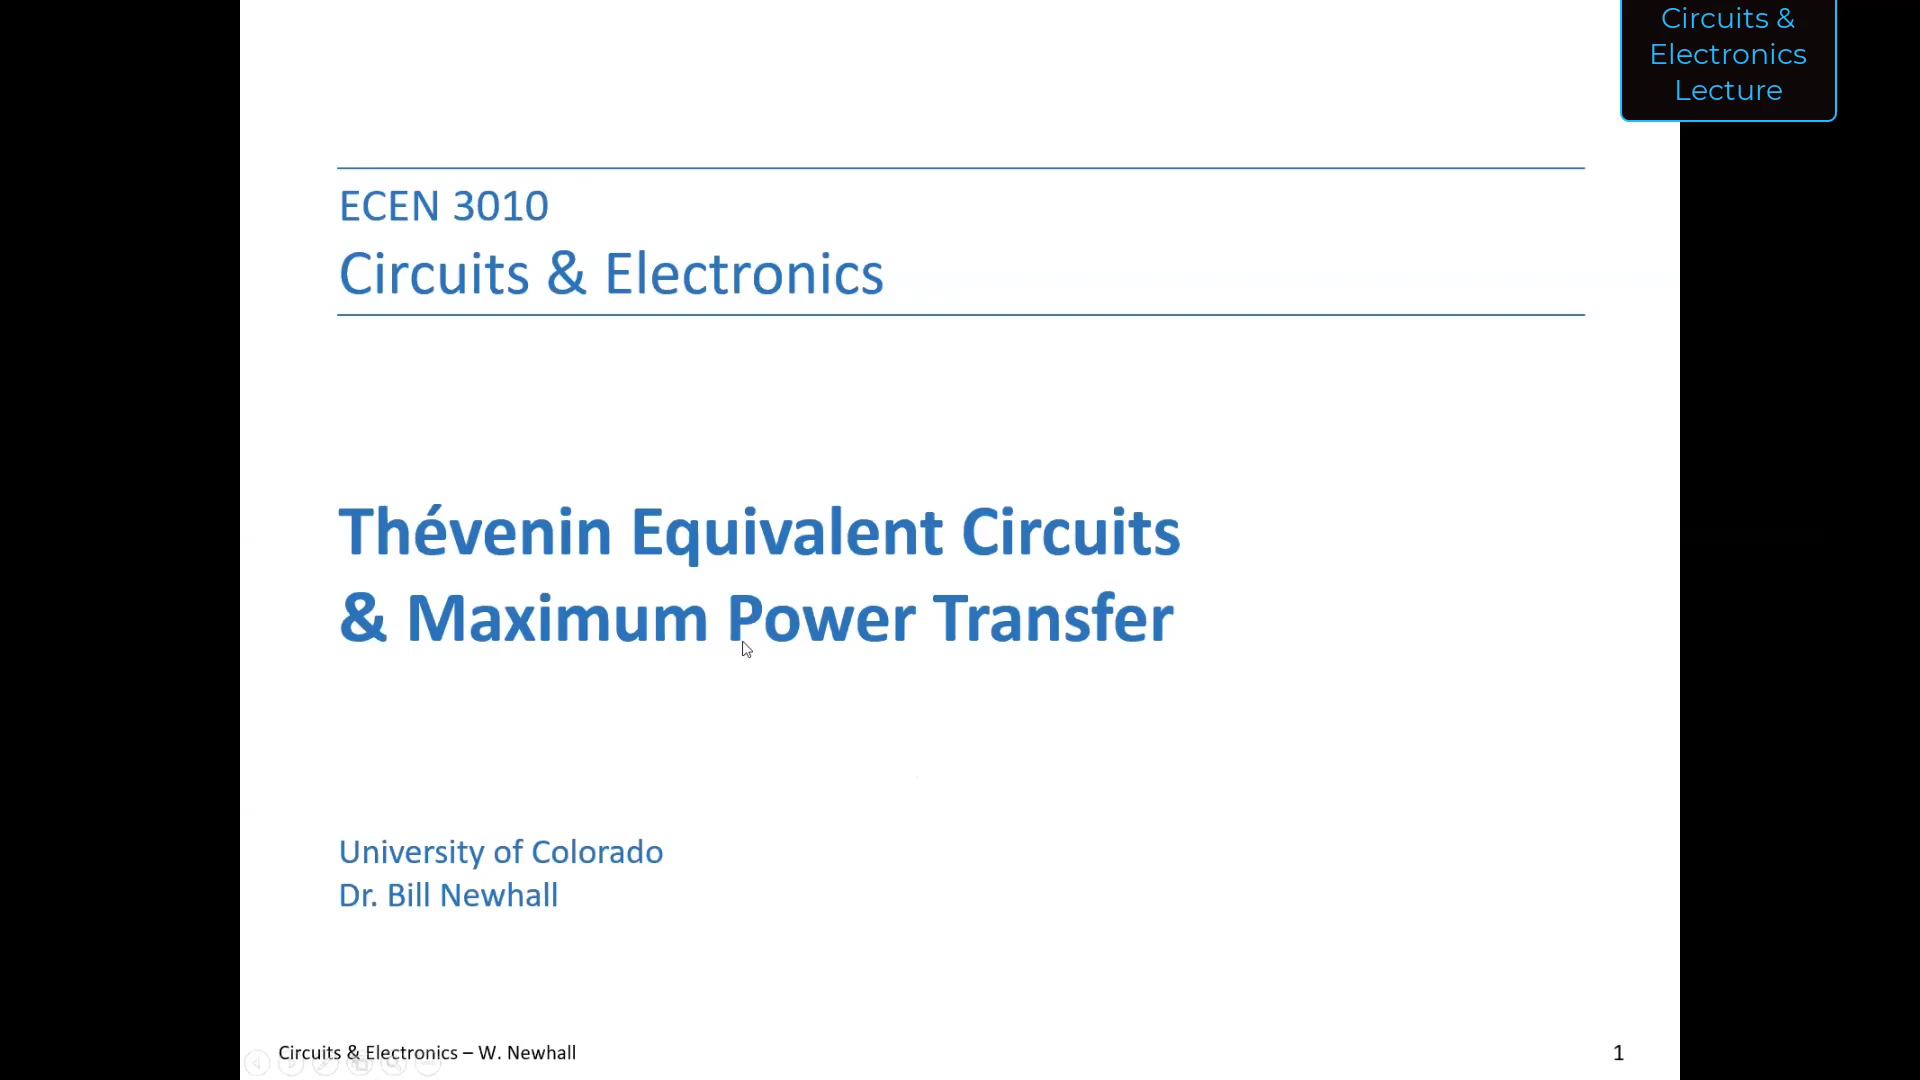 Circuits &
Electronics
Lecture
ECEN 3010
Circuits & Electronics
Thévenin Equivalent Circuits
& Maximum Power Transfer
University of Colorado
Dr. Bill Newhall
Circuits & Electronics – W. Newhall
1